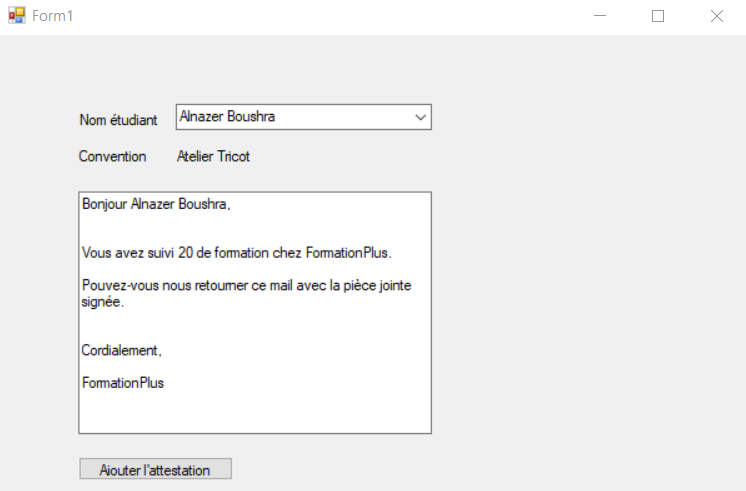 Form1
Nom étudiant
Alnazer Boushra
Convention
Atelier Tricot
Bonjour Alnazer Boushra,
Vous avez suivi 20 de formation chez FormationPlus.
Pouvez-vous nous retourner ce mail avec la pièce jointe
signée.
Cordialement,
FormationPlus
Ajouter l'attestation